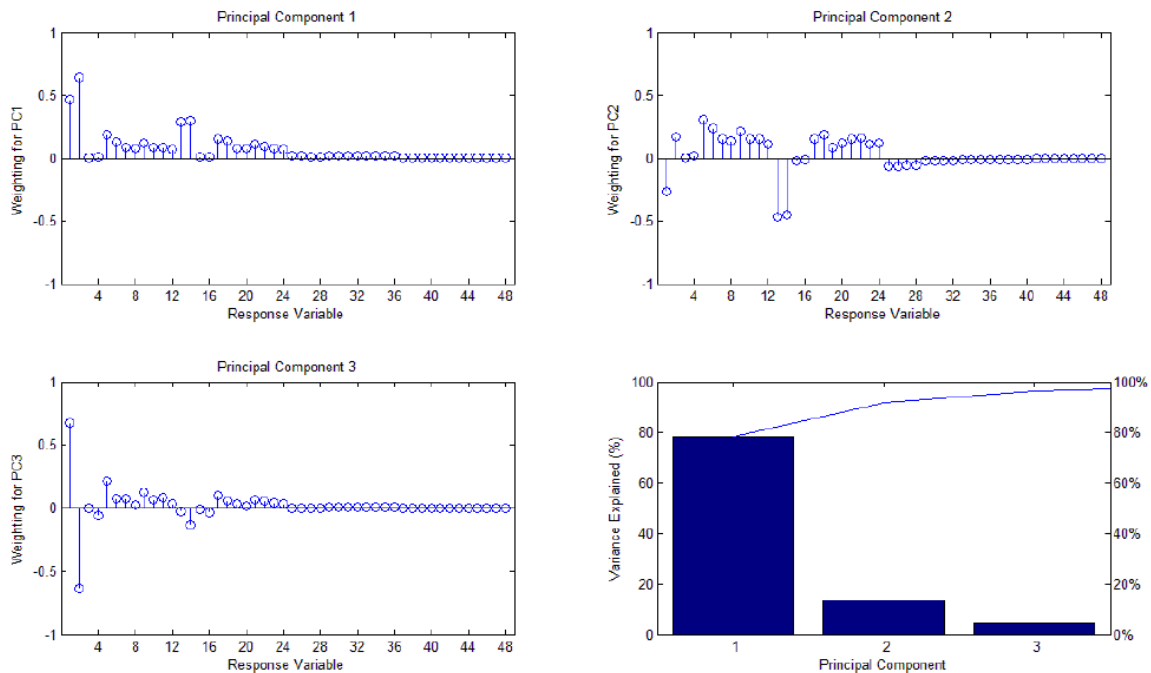 Principal Component 1
1
0.5
0
-0.5
-1
Weighting for PC1
4 8 12 16 20 24 28 32 36 40 44 48
Response Variable
Principal Component 2
1
0.5
0
-0.5
-1
Weighting for PC2
4 8 12 16 20 24 28 32 36 40 44 48
Response Variable
Principal Component 3
1
0.5
0
-0.5
-1
Weighting for PC3
4 8 12 16 20 24 28 32 36 40 44 48
Response Variable
100 100%
80 80%
60 60%
40 40%
20 20%
0 0%
Variance Explained (%)
1 2 3
Principal Component